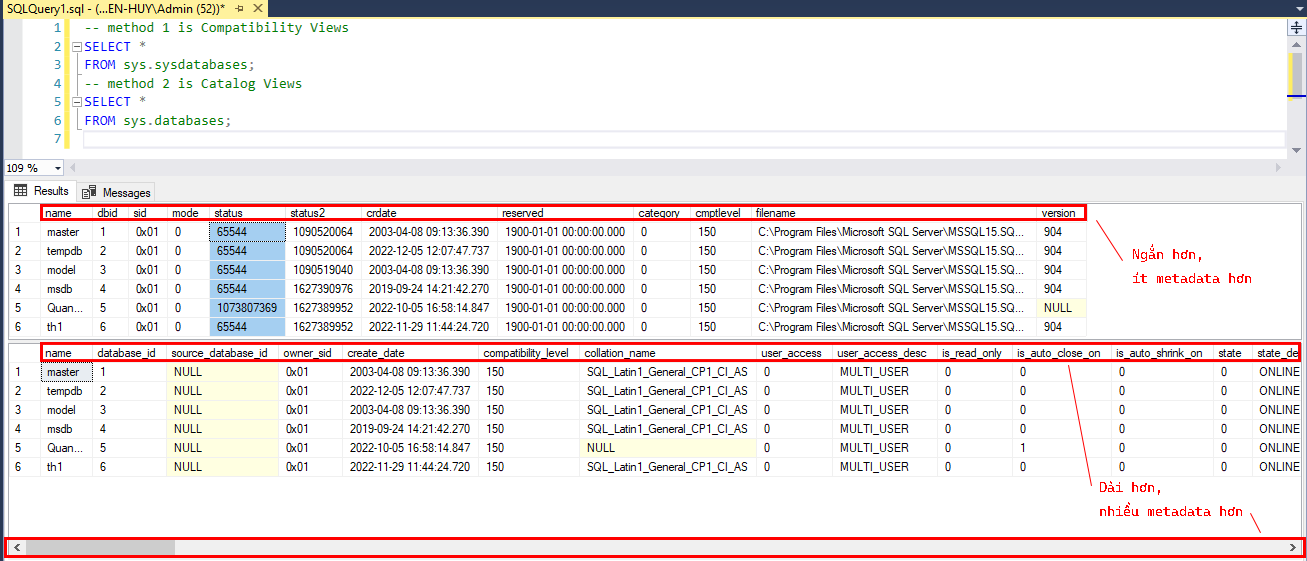 SQLQuery1.sql - (...EN-HUY\Admin (52))*
1 -- method 1 is Compatibility Views
2 SELECT *
3 FROM sys.sysdatabases;
4 -- method 2 is Catalog Views
5 SELECT *
6 FROM sys.databases;
7
109 %
Results Messages
name dbid sid mode status status2 crdate reserved category cmptlevel filename version
1 master 1 0x01 0 65544 1090520064 2003-04-08 09:13:36.390 1900-01-01 00:00:00.000 0 150 C:\Program Files\Microsoft SQL Server\MSSQL15.SQ... 904
2 tempdb 2 0x01 0 65544 1090520064 2022-12-05 12:07:47.737 1900-01-01 00:00:00.000 0 150 C:\Program Files\Microsoft SQL Server\MSSQL15.SQ... 904
3 model 3 0x01 0 65544 1090519040 2003-04-08 09:13:36.390 1900-01-01 00:00:00.000 0 150 C:\Program Files\Microsoft SQL Server\MSSQL15.SQ... 904
4 msdb 4 0x01 0 65544 1627390976 2019-09-24 14:21:42.270 1900-01-01 00:00:00.000 0 150 C:\Program Files\Microsoft SQL Server\MSSQL15.SQ... 904
5 Quan... 5 0x01 0 1073807369 1627389952 2022-10-05 16:58:14.847 1900-01-01 00:00:00.000 0 150 C:\Program Files\Microsoft SQL Server\MSSQL15.SQ... NULL
6 th1 6 0x01 0 65544 1627389952 2022-11-29 11:44:24.720 1900-01-01 00:00:00.000 0 150 C:\Program Files\Microsoft SQL Server\MSSQL15.SQ... 904
Ngắn hơn,
ít metadata hơn
name database_id source_database_id owner_sid create_date compatibility_level collation_name user_access user_access_desc is_read_only is_auto_close_on is_auto_shrink_on state state_de
1 master 1 NULL 0x01 2003-04-08 09:13:36.390 150 SQL_Latin1_General_CP1_CI_AS 0 MULTI_USER 0 0 0 0 ONLINE
2 tempdb 2 NULL 0x01 2022-12-05 12:07:47.737 150 SQL_Latin1_General_CP1_CI_AS 0 MULTI_USER 0 0 0 0 ONLINE
3 model 3 NULL 0x01 2003-04-08 09:13:36.390 150 SQL_Latin1_General_CP1_CI_AS 0 MULTI_USER 0 0 0 0 ONLINE
4 msdb 4 NULL 0x01 2019-09-24 14:21:42.270 150 SQL_Latin1_General_CP1_CI_AS 0 MULTI_USER 0 0 0 0 ONLINE
5 Quan... 5 NULL 0x01 2022-10-05 16:58:14.847 150 NULL 0 MULTI_USER 0 1 0 0 ONLINE
6 th1 6 NULL 0x01 2022-11-29 11:44:24.720 150 SQL_Latin1_General_CP1_CI_AS 0 MULTI_USER 0 0 0 0 ONLINE
Dài hơn,
nhiều metadata hơn